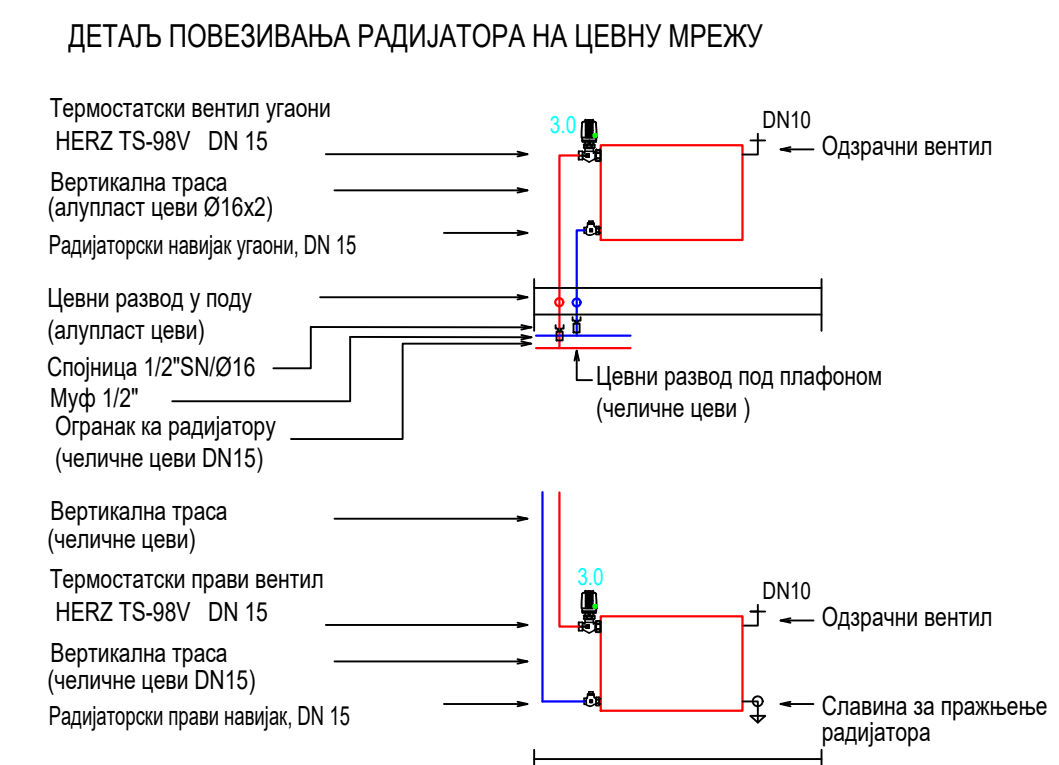 ДЕТАЉ ПОВЕЗИВАЊА РАДИЈАТОРА НА ЦЕВНУ МРЕЖУ
Термостатски вентил угаони
HERZ TS-98V DN 15
Вертикална траса
(алупласт цеви Ø16x2)
Радијаторски навијак угаони, DN 15
Цевни развод у поду
(алупласт цеви)
Спојница 1/2"SN/Ø16
Муф 1/2"
Огранак ка радијатору
(челичне цеви DN15)
3.0
DN10
Одзрачни вентил
Цевни развод под плафоном
(челичне цеви )
Вертикална траса
(челичне цеви)
Термостатски прави вентил
HERZ TS-98V DN 15
Вертикална траса
(челичне цеви DN15)
Радијаторски прави навијак, DN 15
3.0
DN10
Одзрачни вентил
Славина за пражњење
радијатора